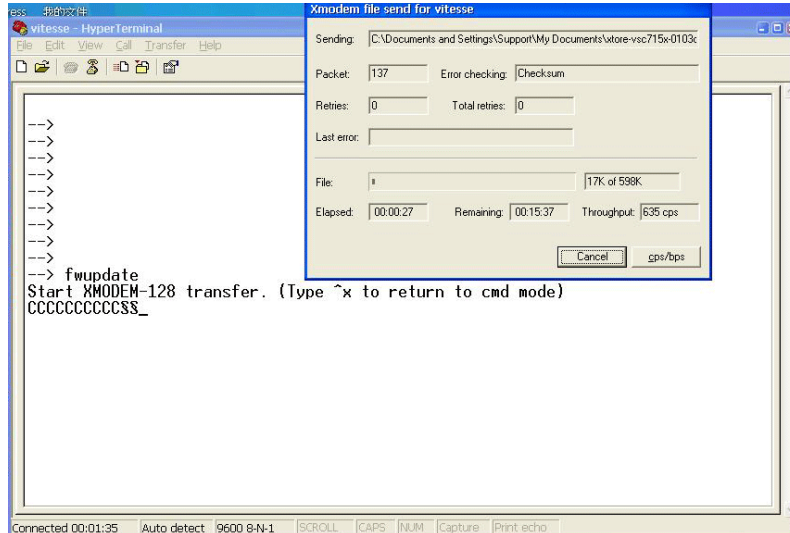 ess 我的文件
vitesse - HyperTerminal
File Edit View Call Transfer Help
Xmodem file send for vitesse
Sending: C:\Documents and Settings\Support\My Documents\xtore-vsc715x-0103c
Packet: 137 Error checking: Checksum
Retries: 0 Total retries: 0
Last error:
File: 17K of 598K
Elapsed: 00:00:27 Remaining: 00:15:37 Throughput: 635 cps
Cancel cps/bps
-->
-->
-->
-->
-->
-->
-->
-->
-->
--> fwupdate
Start XMODEM-128 transfer. (Type ^x to return to cmd mode)
CCCCCCCCCC§§_
Connected 00:01:35 Auto detect 9600 8-N-1 SCROLL CAPS NUM Capture Print echo